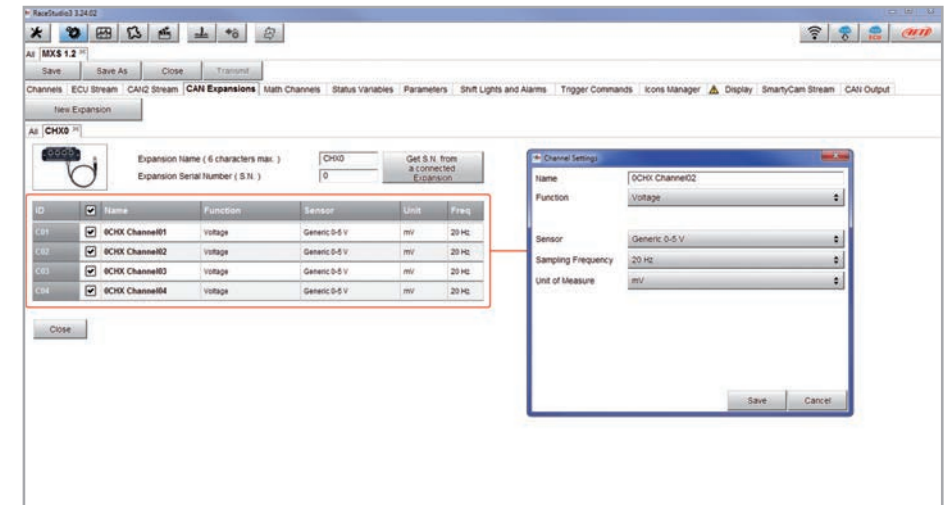 RaceStudio3 3.24.02
All MXS 1.2
Save Save As Close Transmit
Channels ECU Stream CAN2 Stream CAN Expansions Math Channels Status Variables Parameters Shift Lights and Alarms Trigger Commands Icons Manager Display SmartyCam Stream CAN Output
New Expansion
All CHX0
Expansion Name ( 6 characters max. ) CHX0
Expansion Serial Number ( S.N. ) 0
Get S.N. from
a connected
Expansion
ID Name Function Sensor Unit Freq
C01 0CHX Channel01 Voltage Generic 0-5 V mV 20 Hz
C02 0CHX Channel02 Voltage Generic 0-5 V mV 20 Hz
C03 0CHX Channel03 Voltage Generic 0-5 V mV 20 Hz
C04 0CHX Channel04 Voltage Generic 0-5 V mV 20 Hz
Close
Channel Settings
Name 0CHX Channel02
Function Voltage
Sensor Generic 0-5 V
Sampling Frequency 20 Hz
Unit of Measure mV
Save Cancel
ECU